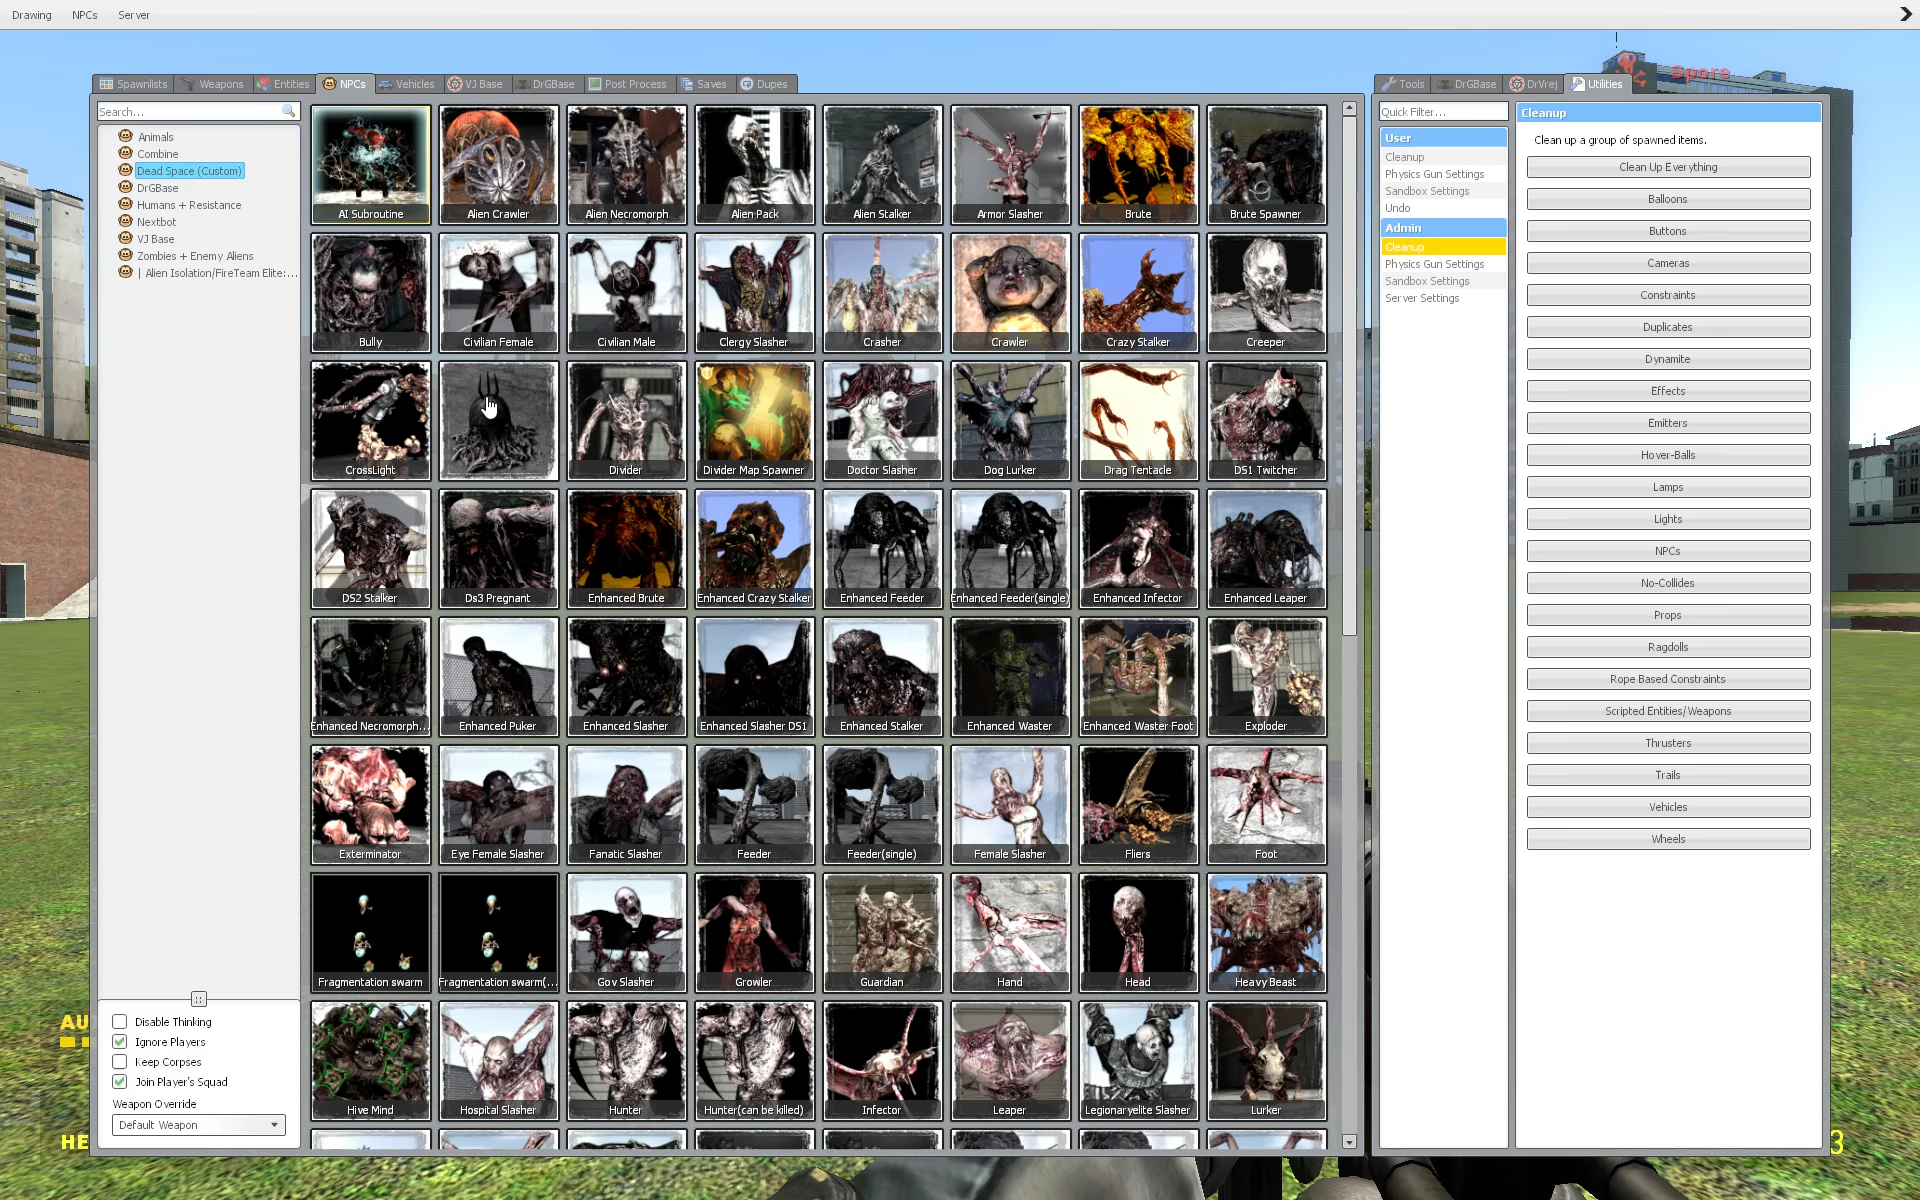 Drawing NPCs Server
Spore
Spawnlists Weapons Entities NPCs Vehicles VJ Base DrGBase Post Process Saves Dupes
Search...
Animals
Combine
Dead Space (Custom)
DrGBase
Humans + Resistance
Nextbot
VJ Base
Zombies + Enemy Aliens
| Alien Isolation/FireTeam Elite:...
AI Subroutine Alien Crawler Alien Necromorph Alien Pack Alien Stalker Armor Slasher Brute Brute Spawner
Bully Civilian Female Civilian Male Clergy Slasher Crasher Crawler Crazy Stalker Creeper
CrossLight Divider Divider Map Spawner Doctor Slasher Dog Lurker Drag Tentacle DS1 Twitcher
DS2 Stalker Ds3 Pregnant Enhanced Brute Enhanced Crazy Stalker Enhanced Feeder Enhanced Feeder(single) Enhanced Infector Enhanced Leaper
Enhanced Necromorph... Enhanced Puker Enhanced Slasher Enhanced Slasher DS1 Enhanced Stalker Enhanced Waster Enhanced Waster Foot Exploder
Exterminator Eye Female Slasher Fanatic Slasher Feeder Feeder(single) Female Slasher Fliers Foot
Fragmentation swarm Fragmentation swarm(... Gov Slasher Growler Guardian Hand Head Heavy Beast
Hive Mind Hospital Slasher Hunter Hunter(can be killed) Infector Leaper Legionaryelite Slasher Lurker
Disable Thinking
Ignore Players
Keep Corpses
Join Player's Squad
Weapon Override
Default Weapon
AU
HE
Tools DrGBase DrVrej Utilities
Quick Filter...
User
Cleanup
Physics Gun Settings
Sandbox Settings
Undo
Admin
Cleanup
Physics Gun Settings
Sandbox Settings
Server Settings
Cleanup
Clean up a group of spawned items.
Clean Up Everything
Balloons
Buttons
Cameras
Constraints
Duplicates
Dynamite
Effects
Emitters
Hover-Balls
Lamps
Lights
NPCs
No-Collides
Props
Ragdolls
Rope Based Constraints
Scripted Entities/Weapons
Thrusters
Trails
Vehicles
Wheels
3